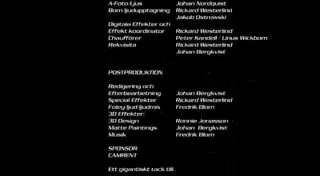 A-Foto Ljus Johan Nordquist
Bom ljudupptagning Rickard Westerlind
Jakob Ostrowski
Digitala Effekter och
Effekt koordinator Rickard Westerlind
Chaufförer Peter Kandell / Linus Wickbom
Rekvisita Rickard Westerlind
Johan Bergkvist
POSTPRODUKTION
Redigering och
Efterbearbetning Johan Bergkvist
Special Effekter Rickard Westerlind
Foley ljud ljudmix Fredrik Blom
3D Effekter:
3D Design Ronnie Jonasson
Matte Paintings Johan Bergkvist
Musik Fredrik Blom
SPONSOR
CAMRENT
Ett gigantiskt tack till